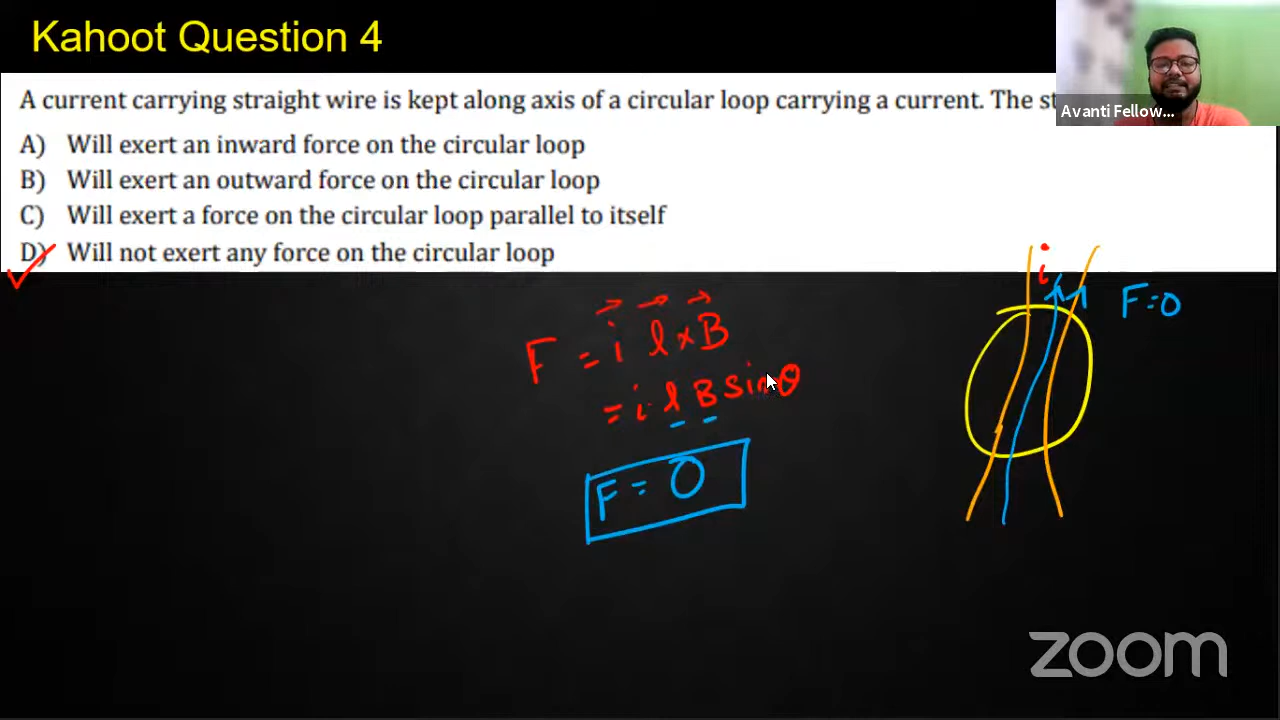 Kahoot Question 4
A current carrying straight wire is kept along axis of a circular loop carrying a current. The st
Avanti Fellow...
A) Will exert an inward force on the circular loop
B) Will exert an outward force on the circular loop
C) Will exert a force on the circular loop parallel to itself
D) Will not exert any force on the circular loop
i
F=0
F = i l × B
= i· l B sin θ
F = 0
zoom